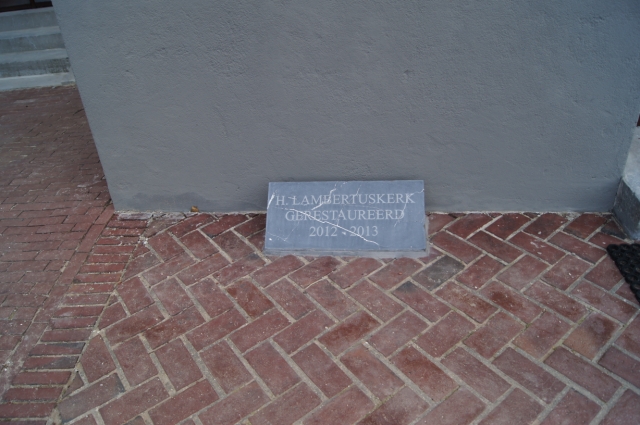 H. LAMBERTUSKERK
GERESTAUREERD
2012 - 2013